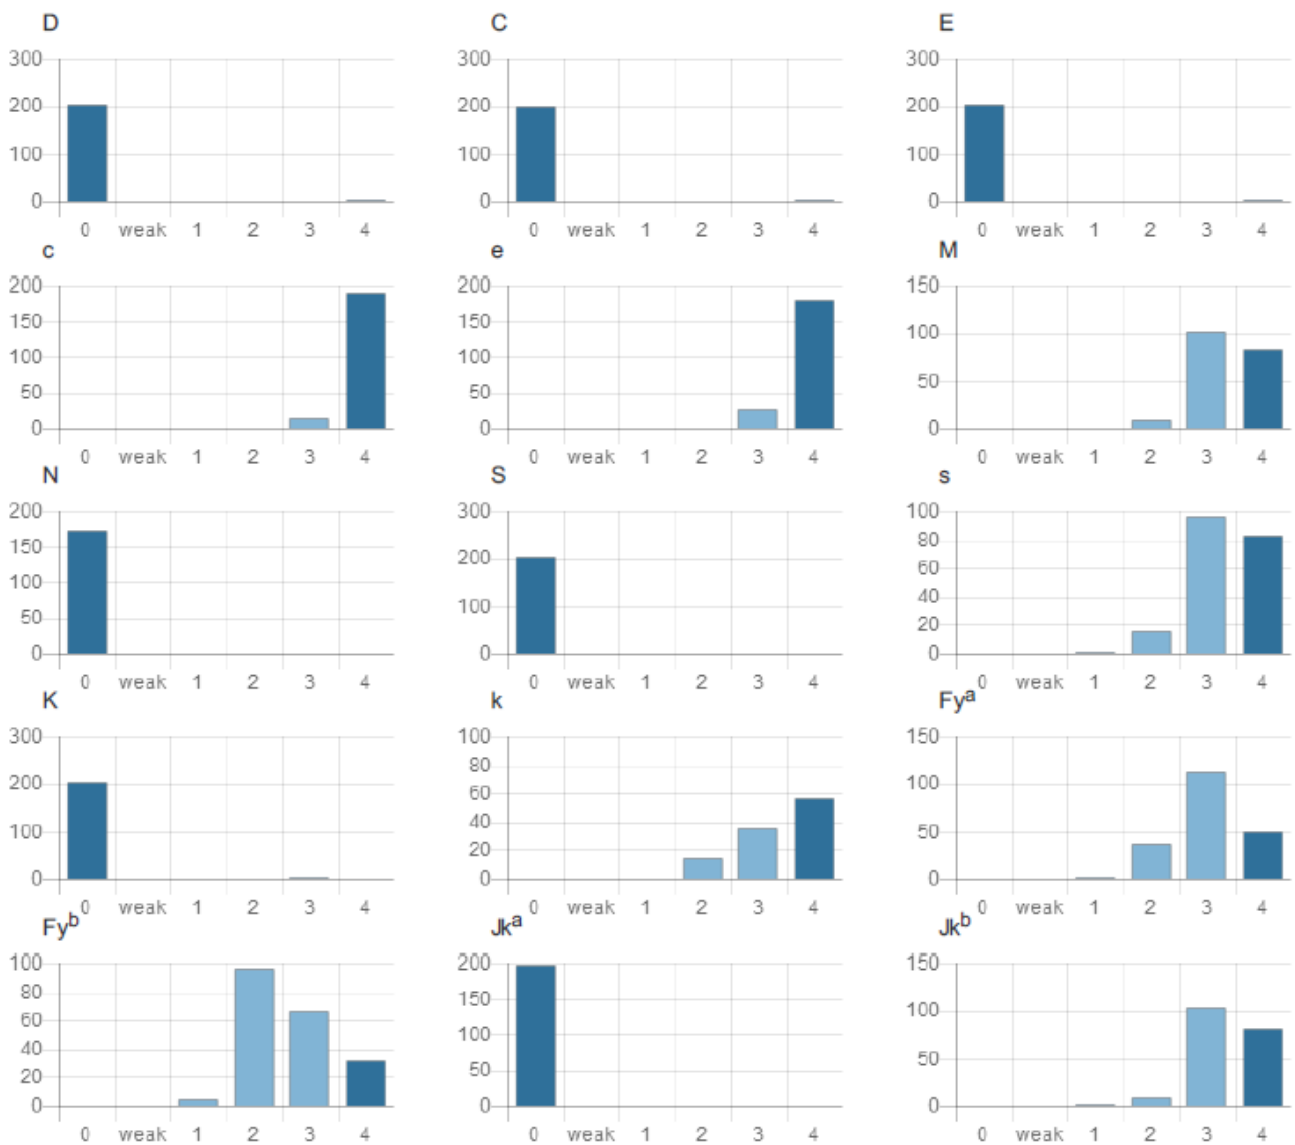 D C E
300 300 300
200 200 200
100 100 100
0 0 0
0 weak 1 2 3 4 0 weak 1 2 3 4 0 weak 1 2 3 4
c e M
200 200 150
150 150 100
100 100 50
50 50 0
0 0
0 weak 1 2 3 4 0 weak 1 2 3 4 0 weak 1 2 3 4
N S s
200 300 100
150 200 80
100 100 60
50 0 40
0 20
0
0 weak 1 2 3 4 0 weak 1 2 3 4 0 weak 1 2 3 4
K k Fyᵃ
300 100 150
200 80 100
100 60 50
0 40 0
20
0
0 weak 1 2 3 4 0 weak 1 2 3 4 0 weak 1 2 3 4
Fyᵇ Jkᵃ Jkᵇ
100 200 150
80 150 100
60 100 50
40 50 0
20 0
0
0 weak 1 2 3 4 0 weak 1 2 3 4 0 weak 1 2 3 4